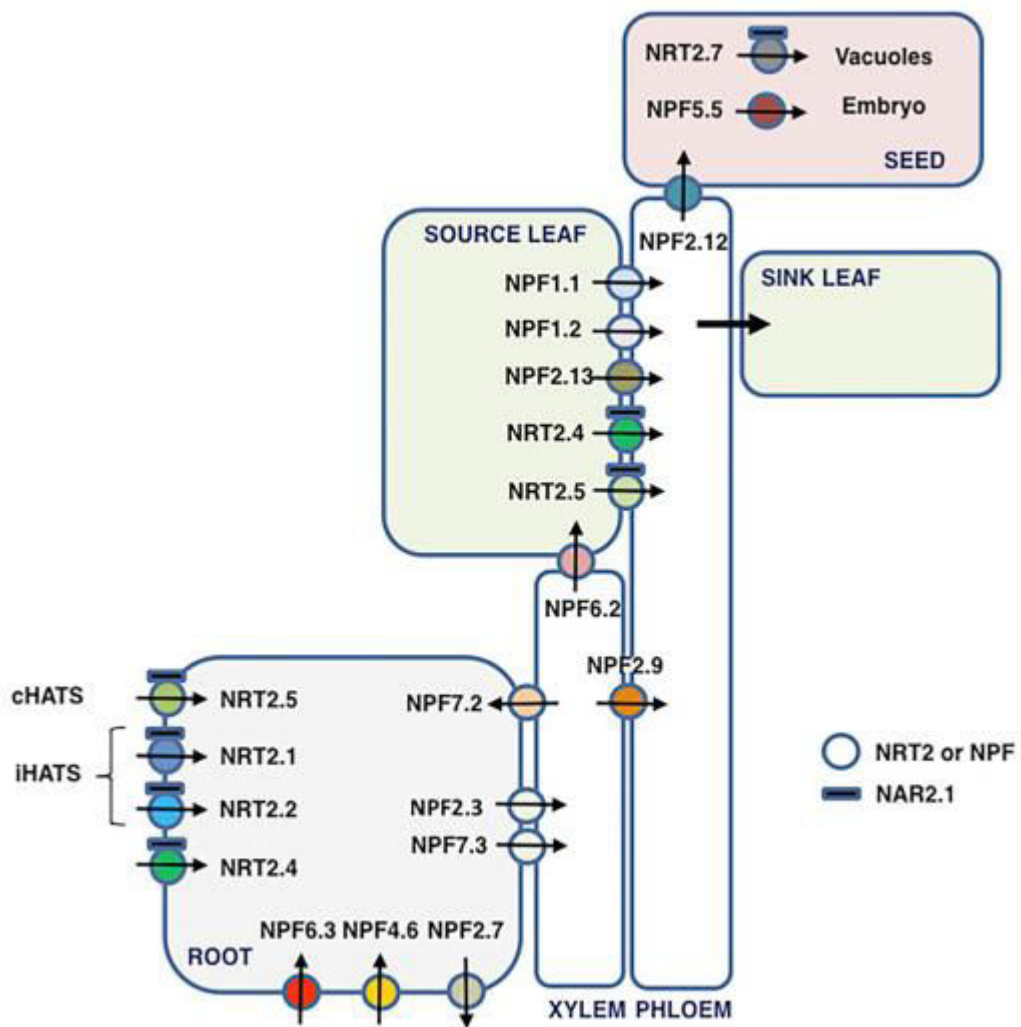 NRT2.7
Vacuoles
NPF5.5
Embryo
SEED
SOURCE LEAF
NPF2.12
NPF1.1
SINK LEAF
NPF1.2
NPF2.13
NRT2.4
NRT2.5
NPF6.2
NPF2.9
cHATS
NRT2.5
NPF7.2
iHATS
NRT2.1
NRT2.2
NRT2.4
NPF2.3
NPF7.3
NRT2 or NPF
NAR2.1
NPF6.3 NPF4.6 NPF2.7
ROOT
XYLEM PHLOEM